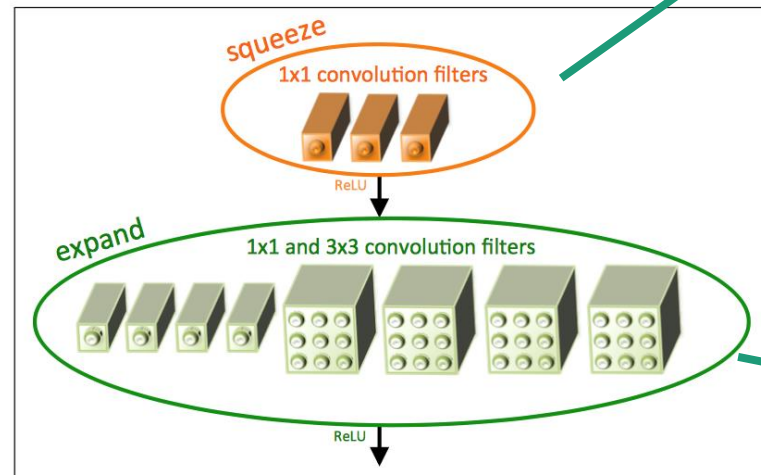 squeeze
1x1 convolution filters
ReLU
expand
1x1 and 3x3 convolution filters
ReLU